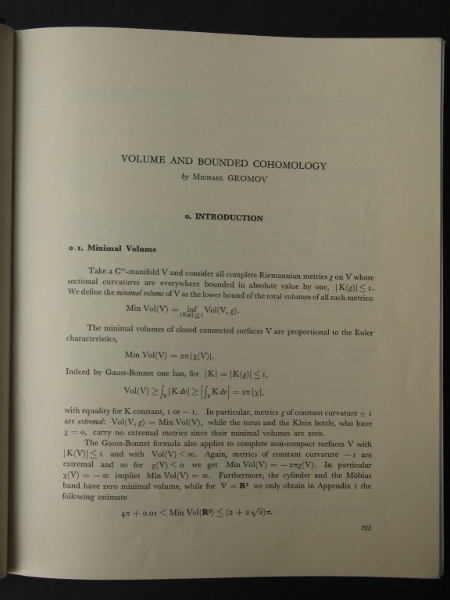 VOLUME AND BOUNDED COHOMOLOGY
by MICHAEL GROMOV
0. INTRODUCTION
0.1. Minimal Volume
Take a C∞-manifold V and consider all complete Riemannian metrics g on V whose
sectional curvatures are everywhere bounded in absolute value by one, |K(g)| ≤ 1.
We define the minimal volume of V as the lower bound of the total volumes of all such metrics:
Min Vol(V) = inf_{|K(g)| ≤ 1} Vol(V, g).
The minimal volumes of closed connected surfaces V are proportional to the Euler
characteristics,
Min Vol(V) = 2π|χ(V)|.
Indeed by Gauss-Bonnet one has, for |K| = |K(g)| ≤ 1,
Vol(V) ≥ ∫_V |K dv| ≥ |∫_V K dv| = 2π|χ|,
with equality for K constant, 1 or − 1. In particular, metrics g of constant curvature ± 1
are extremal: Vol(V, g) = Min Vol(V), while the torus and the Klein bottle, who have
χ = 0, carry no extremal metrics since their minimal volumes are zero.
The Gauss-Bonnet formula also applies to complete non-compact surfaces V with
|K(V)| ≤ 1 and with Vol(V) < ∞. Again, metrics of constant curvature − 1 are
extremal and so for χ(V) < 0 we get Min Vol(V) = − 2πχ(V). In particular
χ(V) = − ∞ implies Min Vol(V) = ∞. Furthermore, the cylinder and the Möbius
band have zero minimal volume, while for V = R² we only obtain in Appendix 1 the
following estimate
4π + 0.01 < Min Vol(R²) ≤ (2 + 2√2)π.